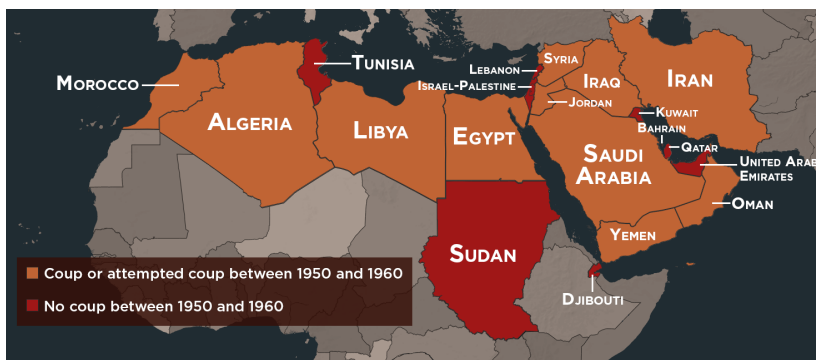 MOROCCO
TUNISIA
ALGERIA
LIBYA
EGYPT
SUDAN
DJIBOUTI
LEBANON
ISRAEL-PALESTINE
SYRIA
JORDAN
IRAQ
IRAN
KUWAIT
BAHRAIN
QATAR
SAUDI
ARABIA
UNITED ARAB
EMIRATES
OMAN
YEMEN
Coup or attempted coup between 1950 and 1960
No coup between 1950 and 1960